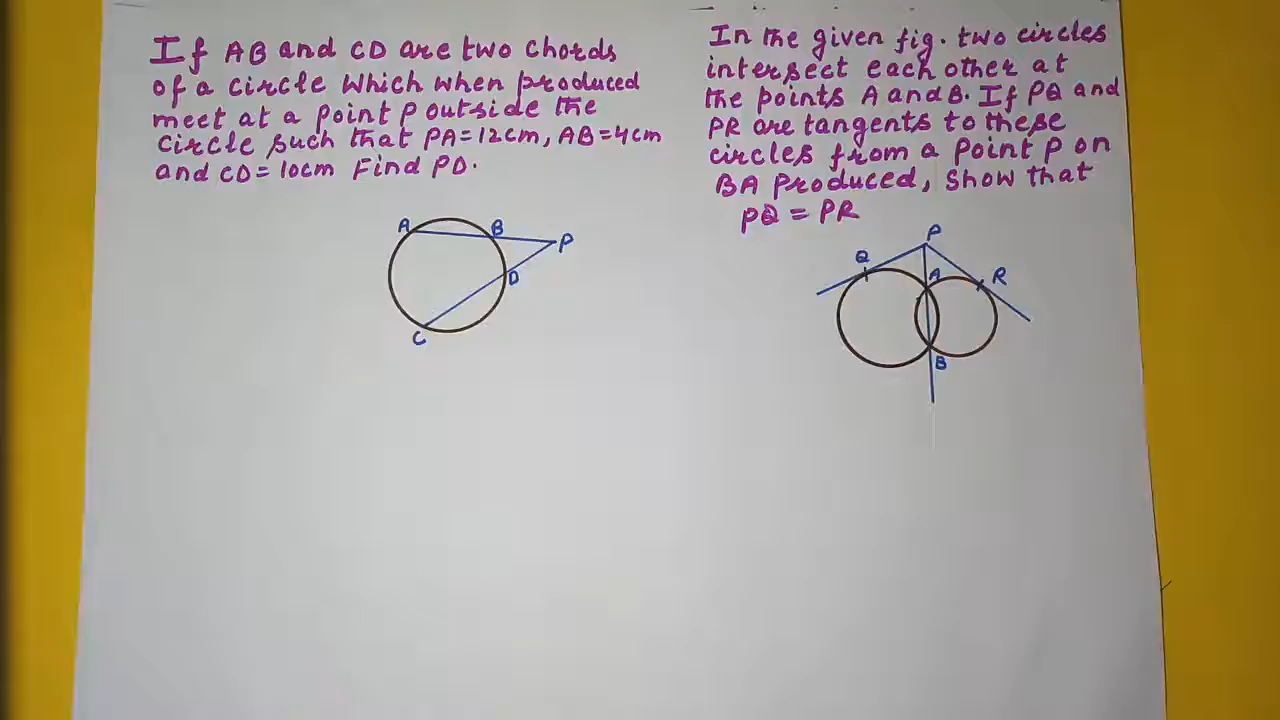 If AB and CD are two chords
of a circle which when produced
meet at a point P outside the
circle such that PA=12cm, AB=4cm
and CD=10cm Find PD.
A
B
P
D
C
In the given fig. two circles
intersect each other at
the points A and B. If PQ and
PR are tangents to these
circles from a point P on
BA produced, Show that
PQ = PR
P
Q
A
R
B